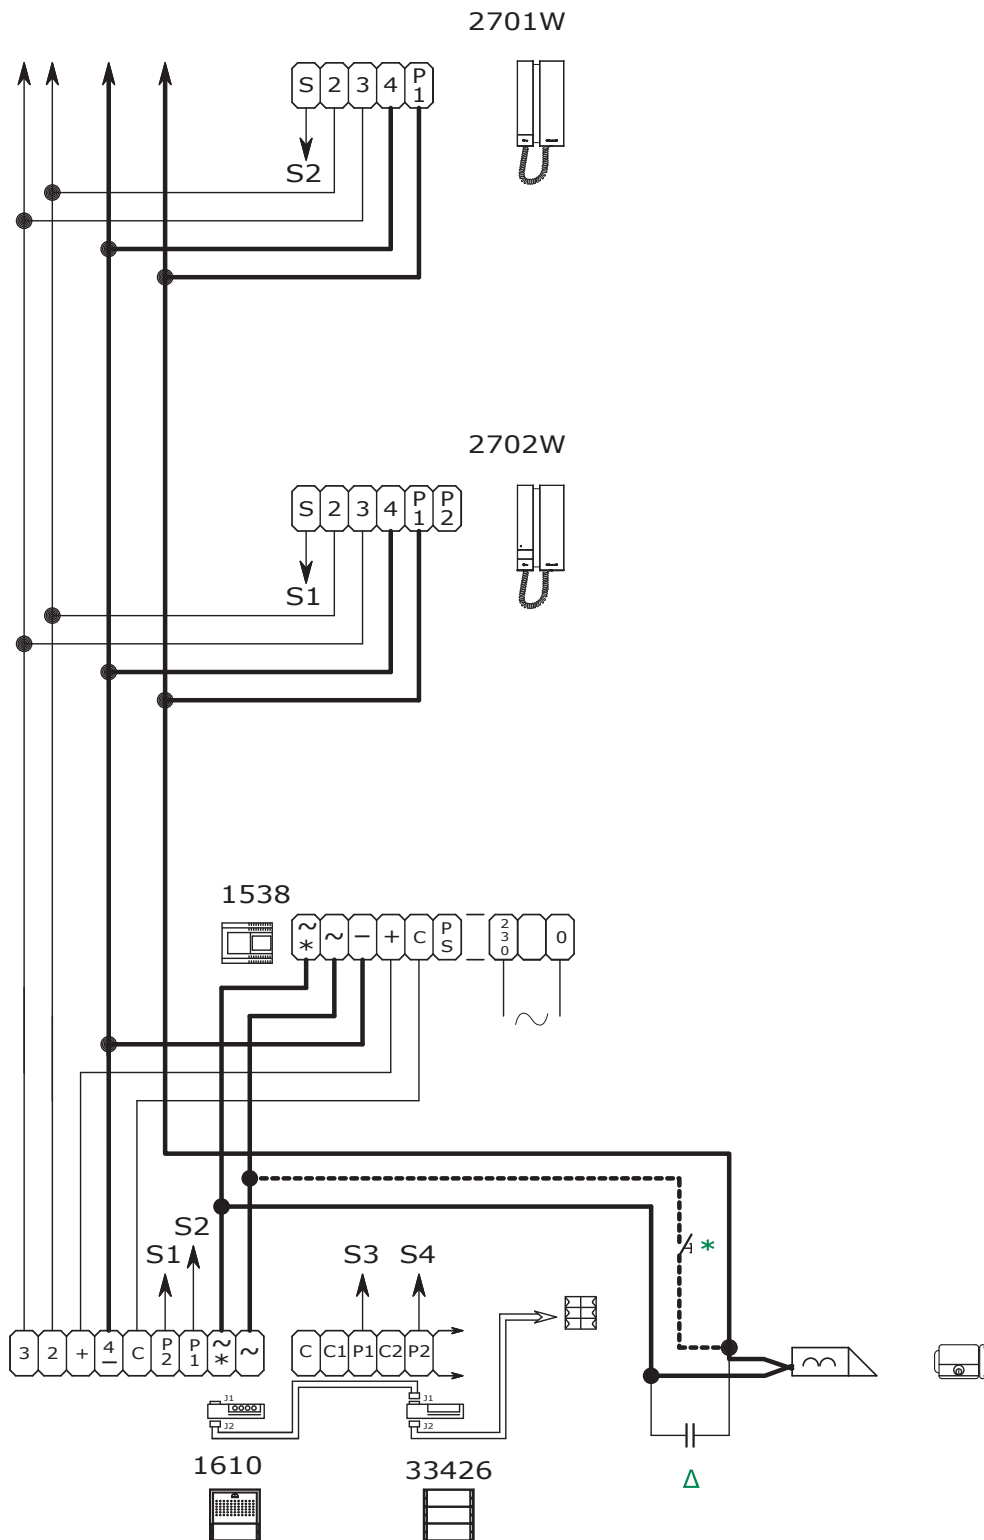 2701W
S 2 3 4 P1
S2
2702W
S 2 3 4 P1 P2
S1
1538
~* ~ – + C PS 230 0
~
S2
S1 S3 S4
*
3 2 + 4– C P2 P1 ~* ~ C C1 P1 C2 P2
J1 J1
J2 J2
1610 33426
Δ